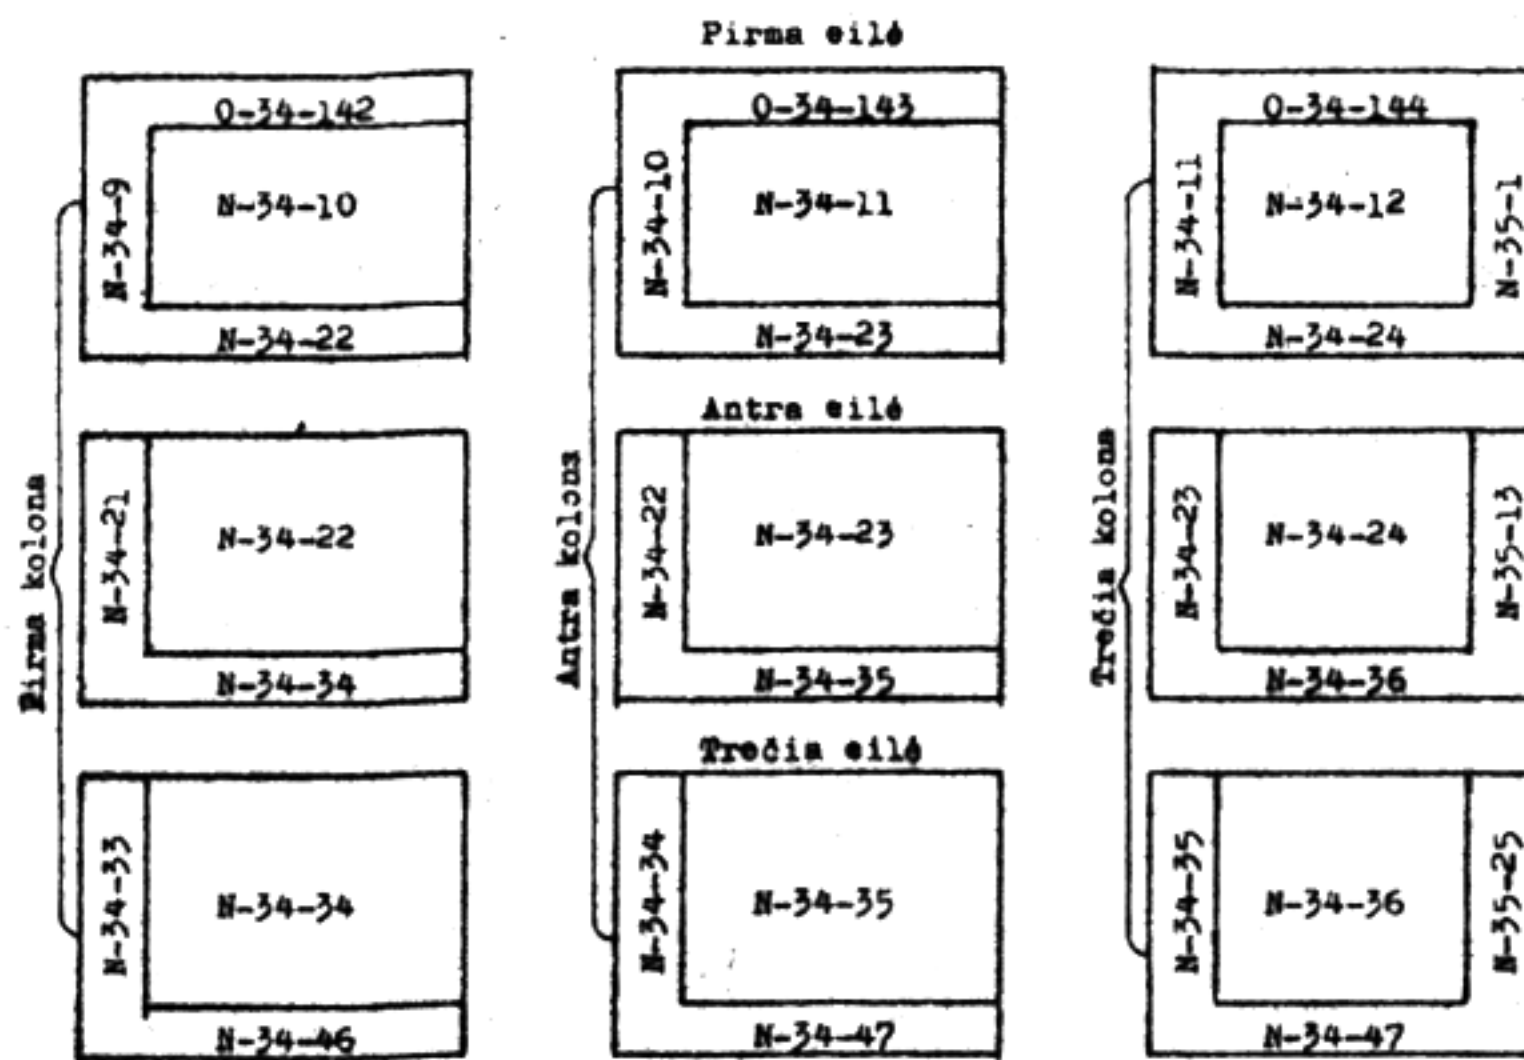 Pirma eilė
O-34-142
N-34-9
N-34-10
N-34-22
O-34-143
N-34-10
N-34-11
N-34-23
O-34-144
N-34-11
N-34-12
N-35-1
N-34-24
Antra eilė
Pirma kolona
N-34-21
N-34-22
N-34-34
Antra kolona
N-34-22
N-34-23
N-34-35
Trečia kolona
N-34-23
N-34-24
N-35-13
N-34-36
Trečia eilė
N-34-33
N-34-34
N-34-46
N-34-34
N-34-35
N-34-47
N-34-35
N-34-36
N-35-25
N-34-47